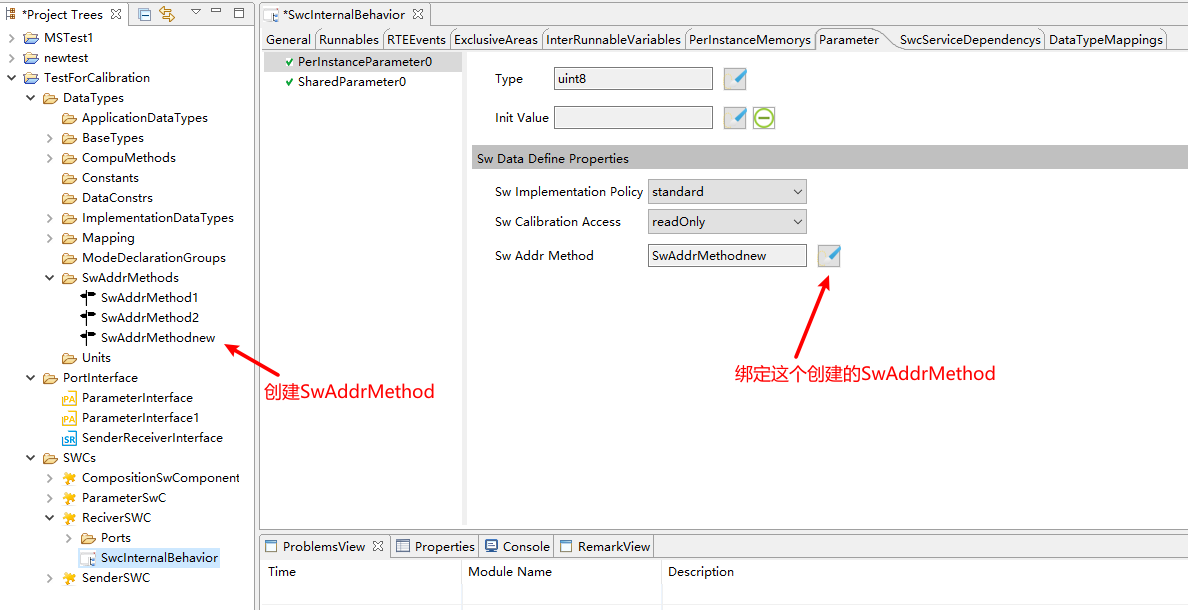 *Project Trees
MSTest1
newtest
TestForCalibration
DataTypes
ApplicationDataTypes
BaseTypes
CompuMethods
Constants
DataConstrs
ImplementationDataTypes
Mapping
ModeDeclarationGroups
SwAddrMethods
SwAddrMethod1
SwAddrMethod2
SwAddrMethodnew
Units
PortInterface
PA ParameterInterface
PA ParameterInterface1
SR SenderReceiverInterface
SWCs
CompositionSwComponent
ParameterSwC
ReciverSWC
Ports
SwcInternalBehavior
SenderSWC
创建SwAddrMethod
*SwcInternalBehavior
General Runnables RTEEvents ExclusiveAreas InterRunnableVariables PerInstanceMemorys Parameter SwcServiceDependencys DataTypeMappings
PerInstanceParameter0
SharedParameter0
Type uint8
Init Value
Sw Data Define Properties
Sw Implementation Policy standard
Sw Calibration Access readOnly
Sw Addr Method SwAddrMethodnew
绑定这个创建的SwAddrMethod
ProblemsView Properties Console RemarkView
Time Module Name Description